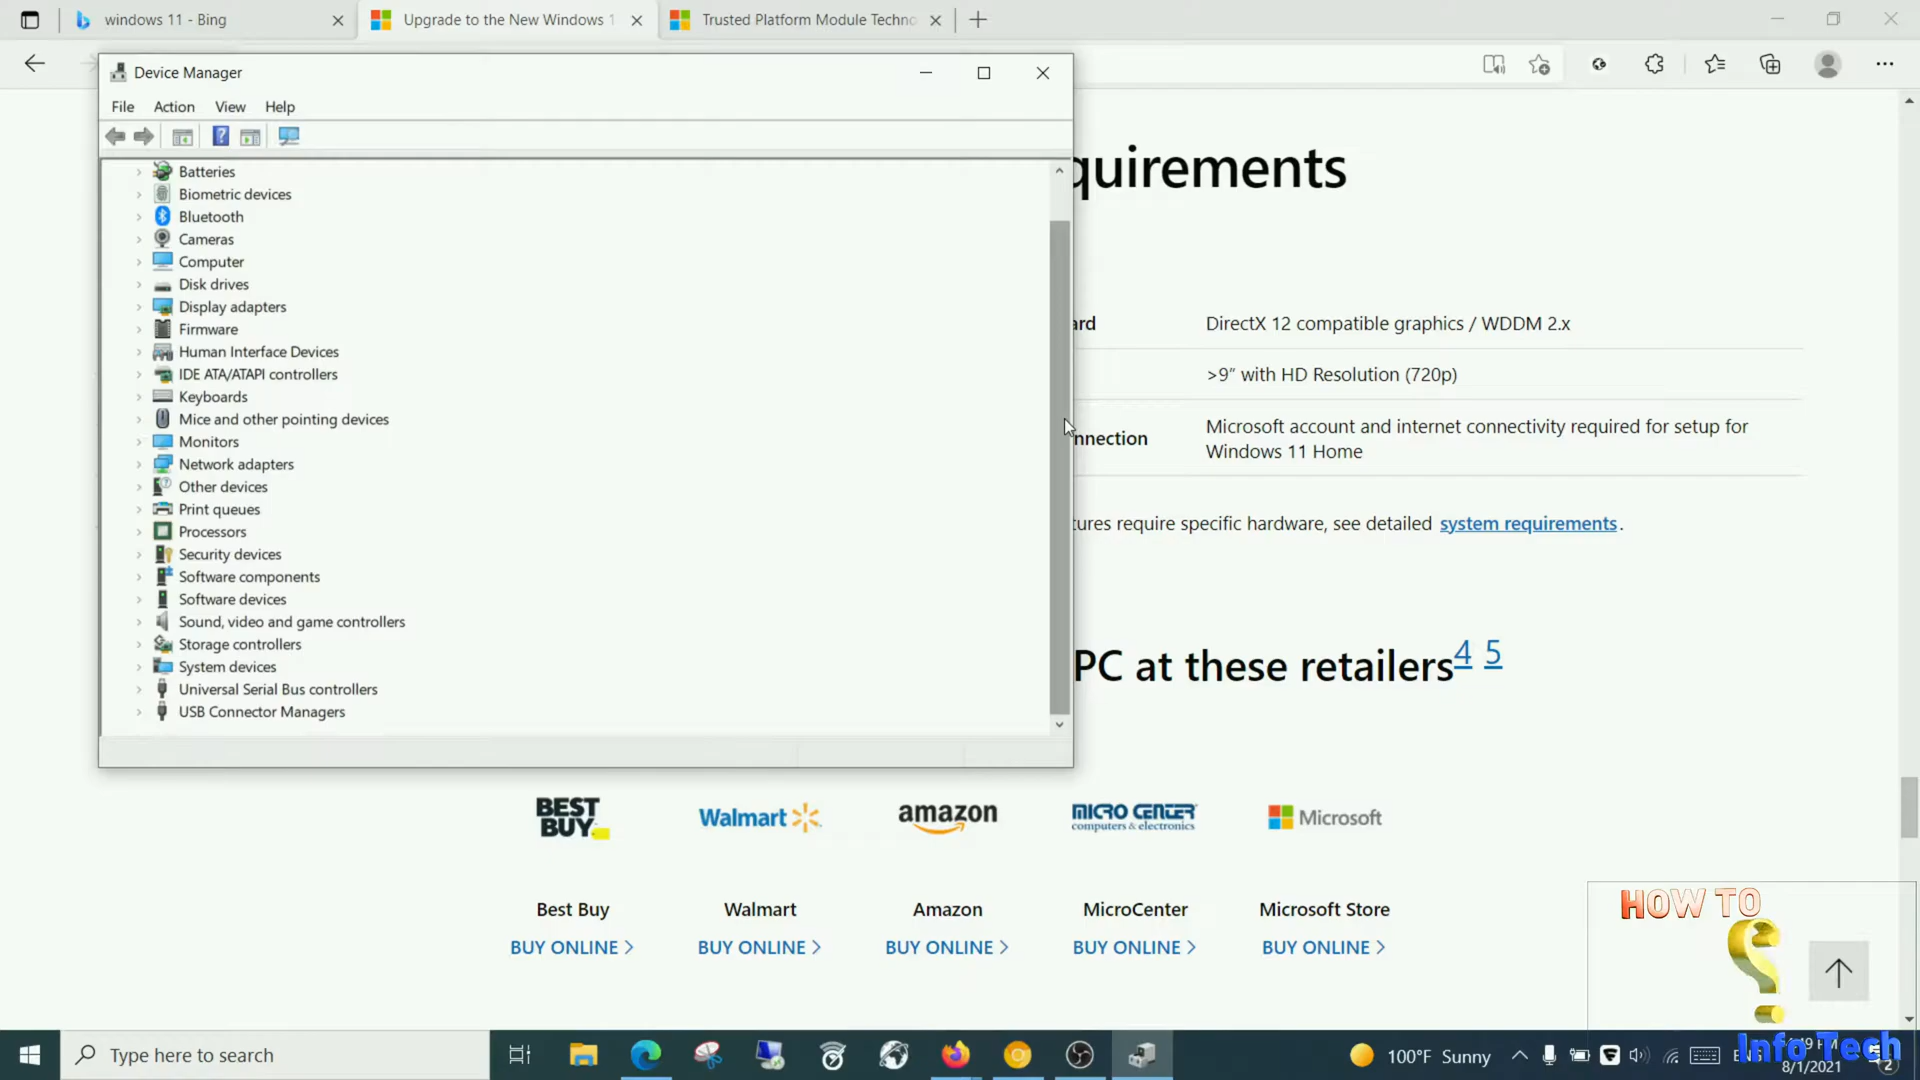 windows 11 - Bing
Upgrade to the New Windows 1
Trusted Platform Module Techno
Device Manager
File Action View Help
Batteries
Biometric devices
Bluetooth
Cameras
Computer
Disk drives
Display adapters
Firmware
Human Interface Devices
IDE ATA/ATAPI controllers
Keyboards
Mice and other pointing devices
Monitors
Network adapters
Other devices
Print queues
Processors
Security devices
Software components
Software devices
Sound, video and game controllers
Storage controllers
System devices
Universal Serial Bus controllers
USB Connector Managers
quirements
ard DirectX 12 compatible graphics / WDDM 2.x
>9” with HD Resolution (720p)
nnection Microsoft account and internet connectivity required for setup for
Windows 11 Home
tures require specific hardware, see detailed system requirements.
PC at these retailers 4 5
BEST BUY Walmart amazon MICRO CENTER computers & electronics Microsoft
Best Buy Walmart Amazon MicroCenter Microsoft Store
BUY ONLINE > BUY ONLINE > BUY ONLINE > BUY ONLINE > BUY ONLINE >
HOW TO
Info Tech
Type here to search
100°F Sunny
8/1/2021
2